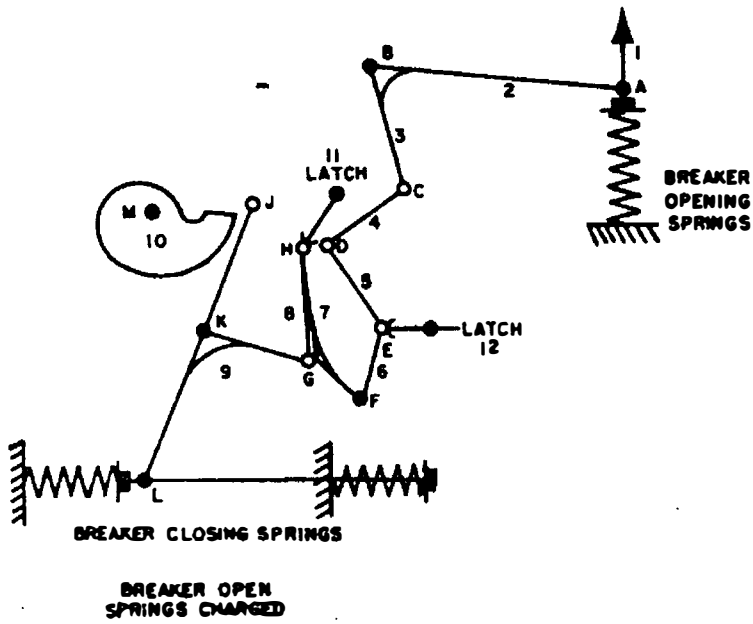 B
1
A
2
3
11
LATCH
C
BREAKER
OPENING
SPRINGS
M
10
J
4
H
D
5
K
8
7
E
LATCH
12
9
G
6
F
L
BREAKER CLOSING SPRINGS
BREAKER OPEN
SPRINGS CHARGED